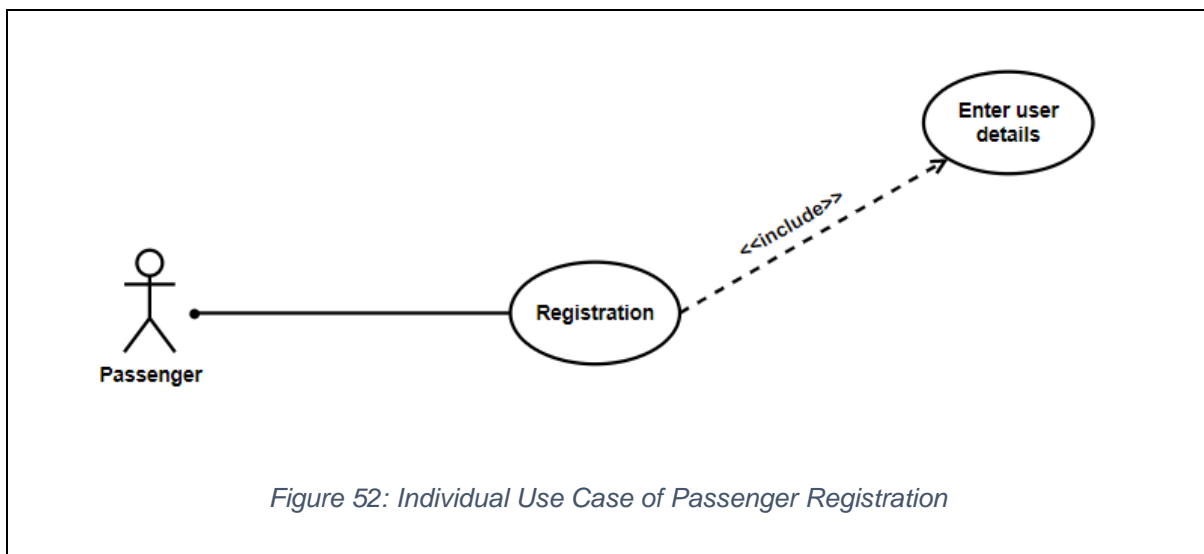 Enter user
details
<<include>>
Registration
Passenger
Figure 52: Individual Use Case of Passenger Registration